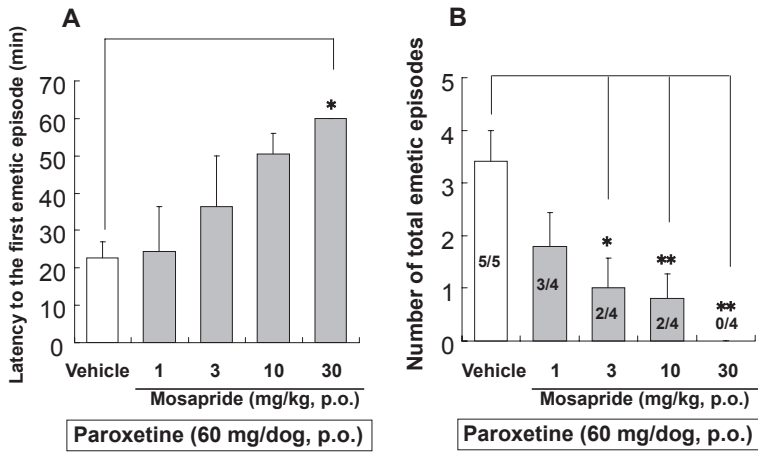 A
Latency to the first emetic episode (min)
70
60
50
40
30
20
10
0
*
Vehicle 1 3 10 30
Mosapride (mg/kg, p.o.)
Paroxetine (60 mg/dog, p.o.)
B
Number of total emetic episodes
5
4
3
2
1
0
5/5
3/4
*
2/4
**
2/4
**
0/4
Vehicle 1 3 10 30
Mosapride (mg/kg, p.o.)
Paroxetine (60 mg/dog, p.o.)